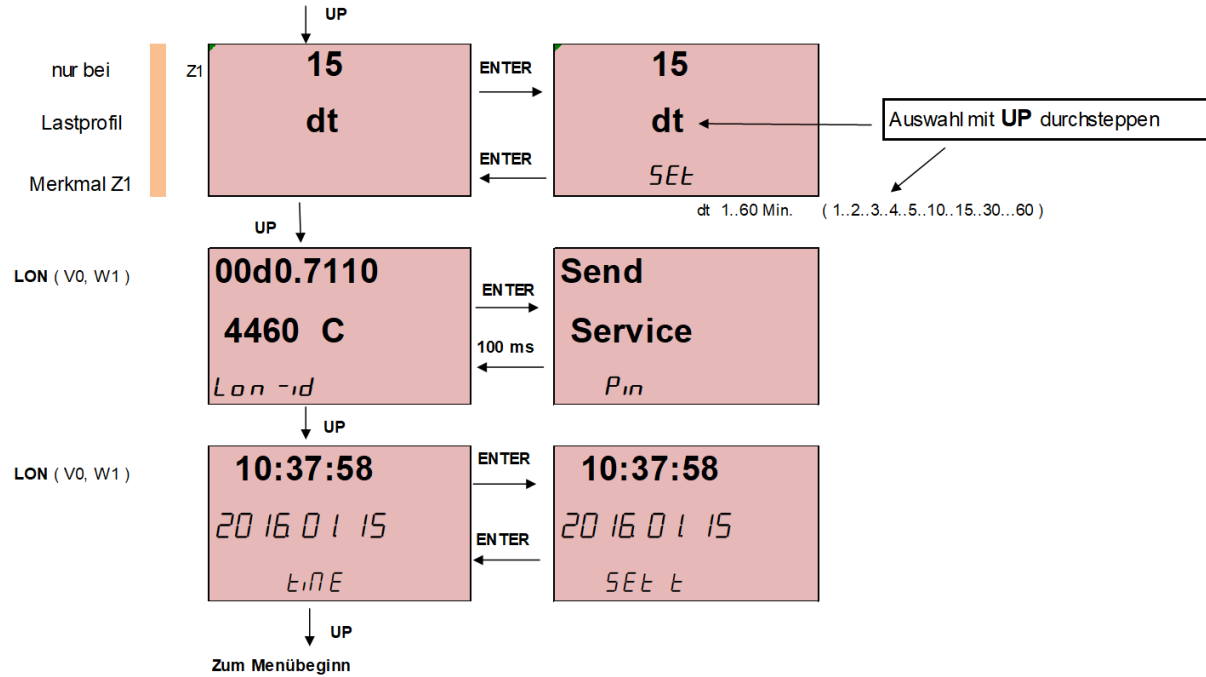 UP
nur bei
Z1
15
ENTER
15
Lastprofil
dt
dt
Auswahl mit UP durchsteppen
ENTER
Merkmal Z1
SEt
dt 1..60 Min. ( 1..2..3..4..5..10..15..30...60 )
UP
LON ( V0, W1 )
00d0.7110
ENTER
Send
4460 C
Service
100 ms
Lon -id
Pin
UP
LON ( V0, W1 )
10:37:58
ENTER
10:37:58
2016.01.15
2016.01.15
ENTER
tiME
SEt t
UP
Zum Menübeginn